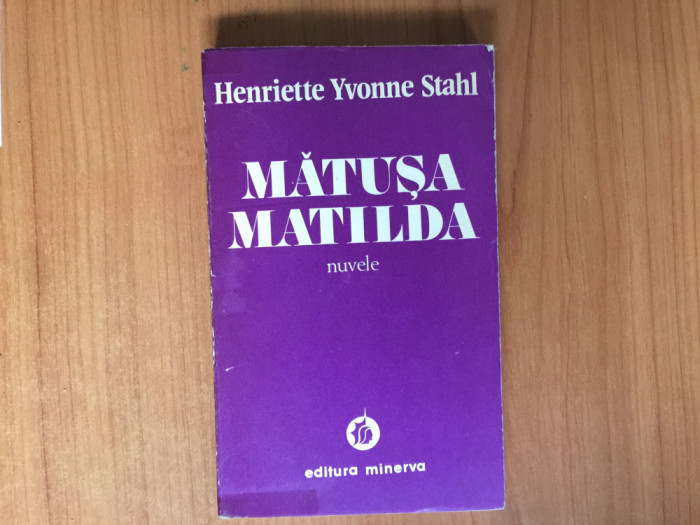 Henriette Yvonne Stahl
MĂTUȘA
MATILDA
nuvele
editura minerva